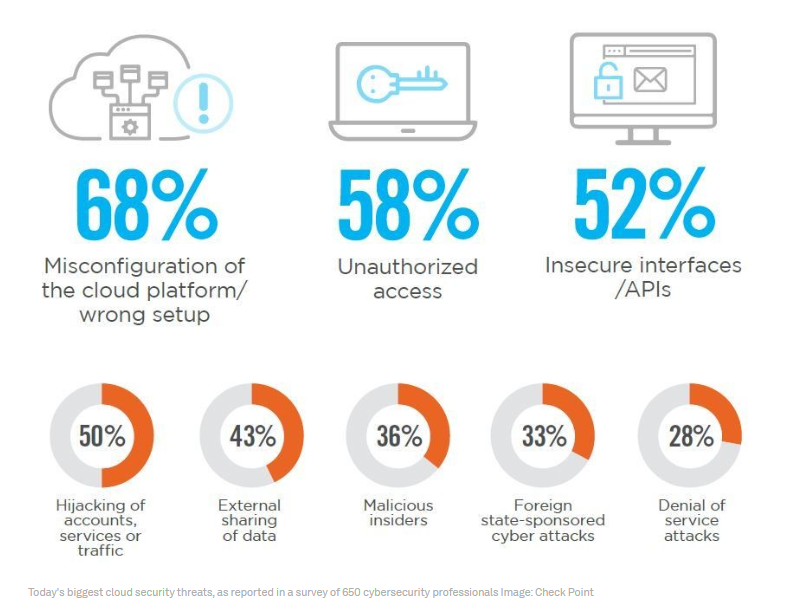 68%
58%
52%
Misconfiguration of
the cloud platform/
wrong setup
Unauthorized
access
Insecure interfaces
/APIs
50%
43%
36%
33%
28%
Hijacking of
accounts,
services or
traffic
External
sharing
of data
Malicious
insiders
Foreign
state-sponsored
cyber attacks
Denial of
service
attacks
Today's biggest cloud security threats, as reported in a survey of 650 cybersecurity professionals Image: Check Point